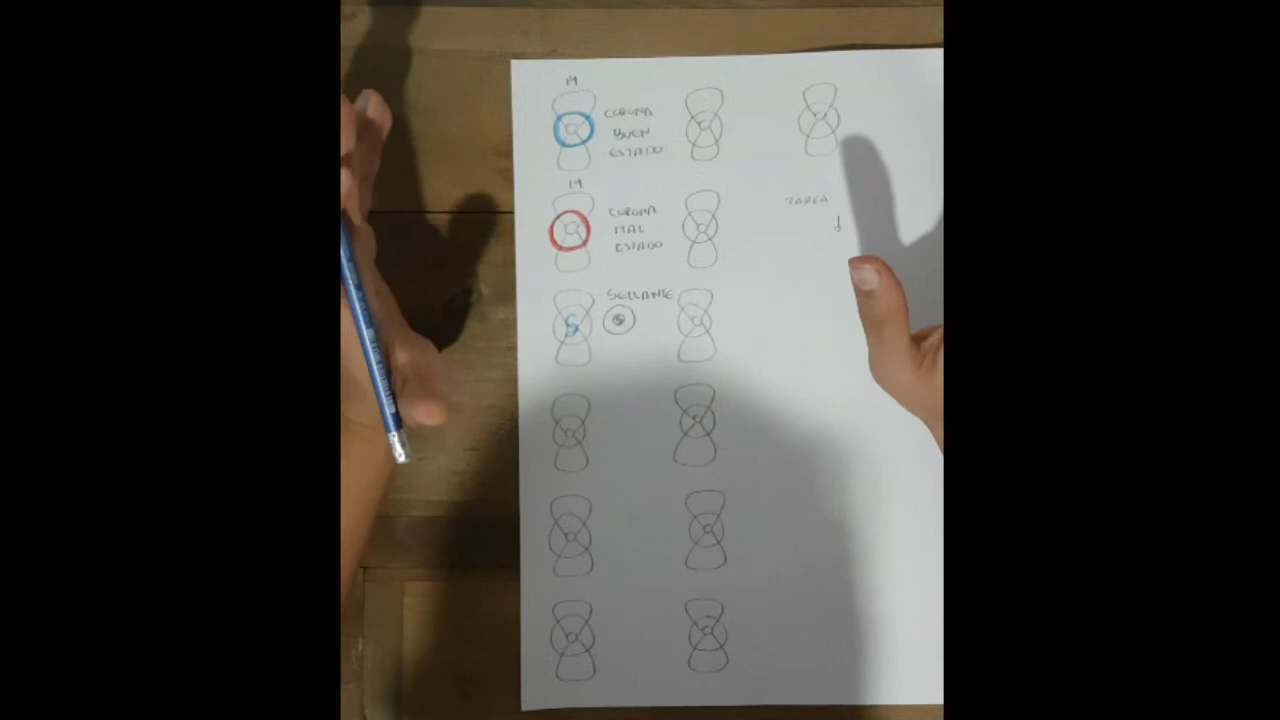 14
CORONA
BUEN
ESTADO
14
CORONA
MAL
ESTADO
SELLANTE
S
S
TAREA